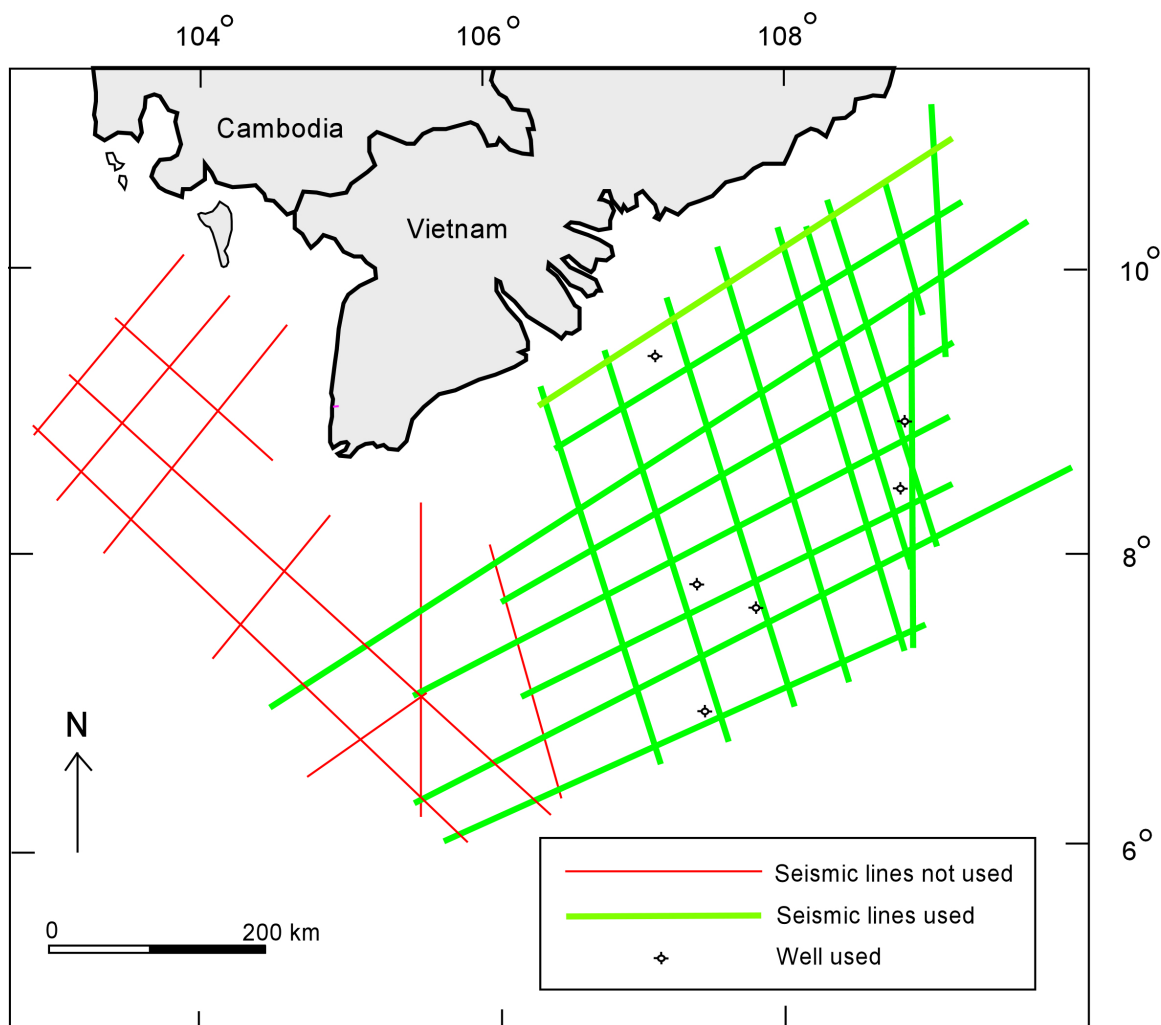 104°
106°
108°
Cambodia
Vietnam
10°
8°
N
6°
Seismic lines not used
Seismic lines used
Well used
0
200 km